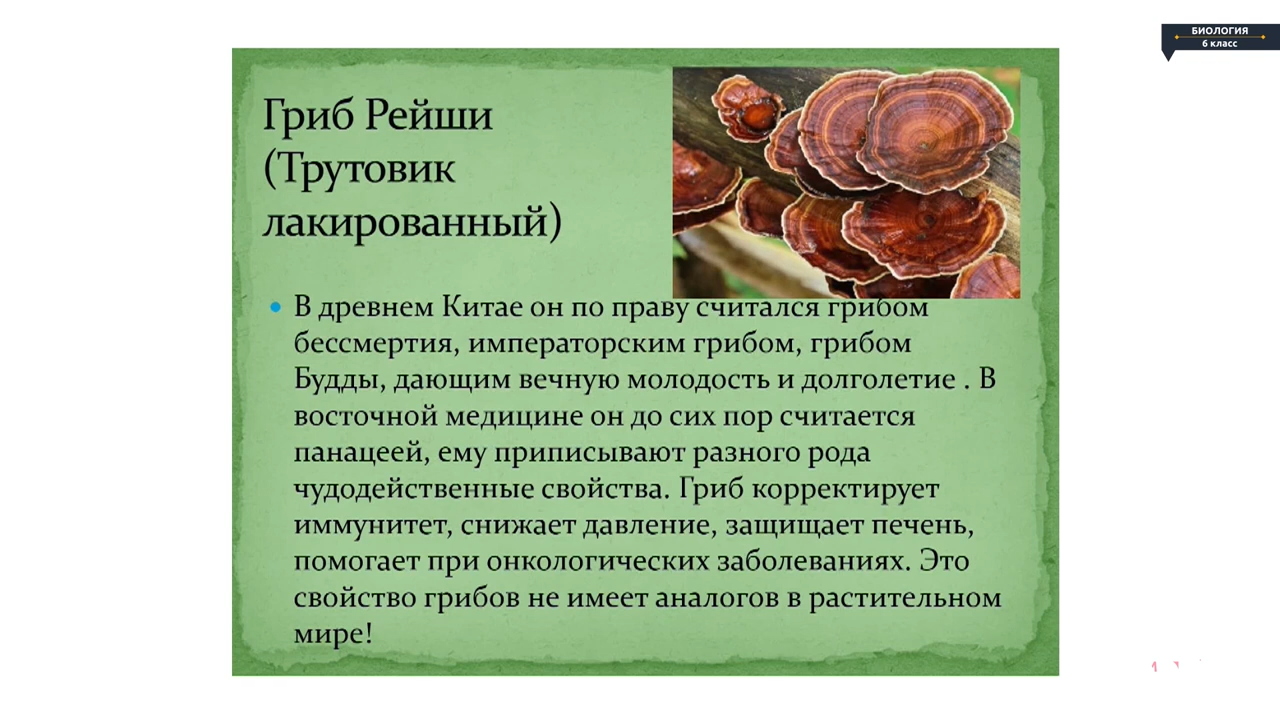 БИОЛОГИЯ
6 класс
Гриб Рейши
(Трутовик
лакированный)
В древнем Китае он по праву считался грибом
бессмертия, императорским грибом, грибом
Будды, дающим вечную молодость и долголетие . В
восточной медицине он до сих пор считается
панацеей, ему приписывают разного рода
чудодейственные свойства. Гриб корректирует
иммунитет, снижает давление, защищает печень,
помогает при онкологических заболеваниях. Это
свойство грибов не имеет аналогов в растительном
мире!